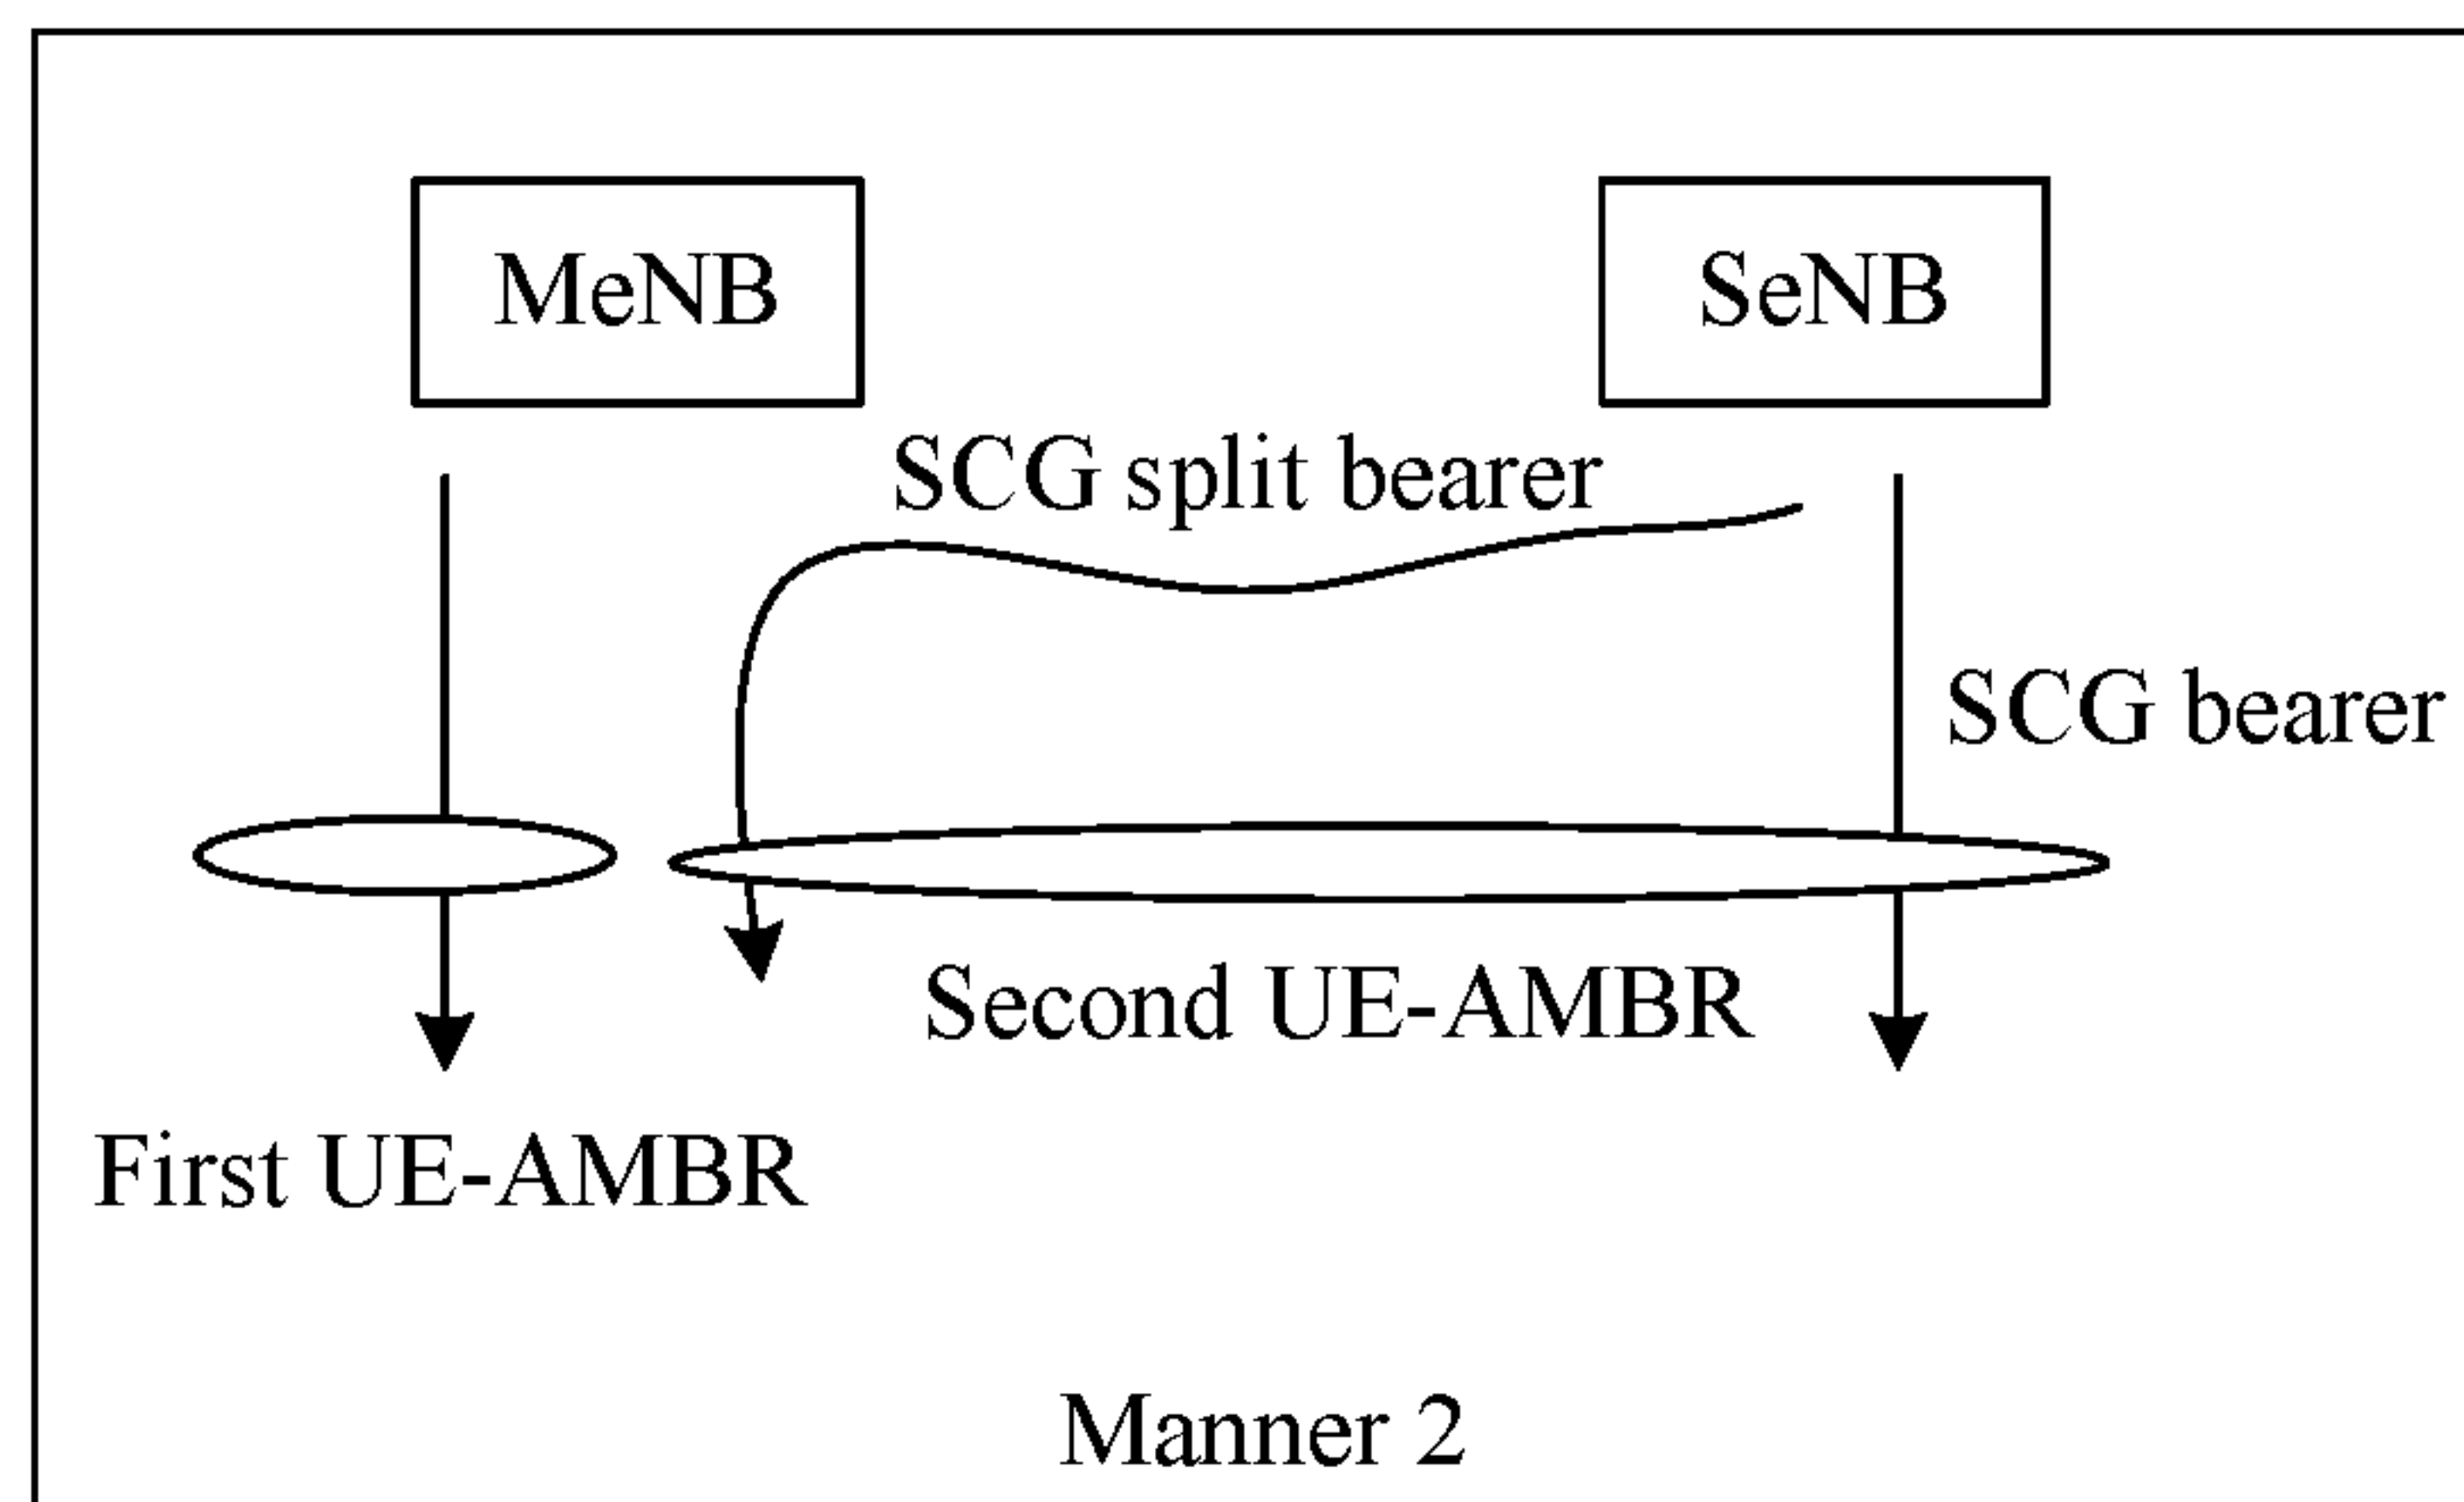 MeNB
SeNB
SCG split bearer
SCG bearer
Second UE-AMBR
First UE-AMBR
Manner 2